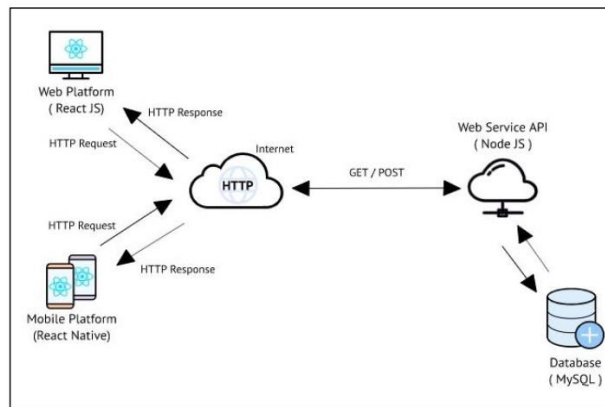 Web Platform
( React JS)
HTTP Response
HTTP Request
Internet
HTTP
GET / POST
Web Service API
( Node JS )
HTTP Request
HTTP Response
Mobile Platform
(React Native)
Database
( MySQL )